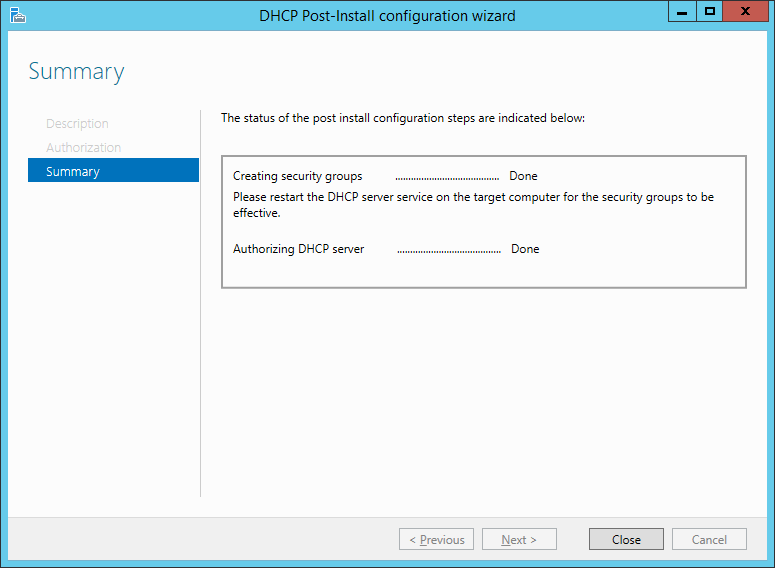 DHCP Post-Install configuration wizard
Summary
Description
Authorization
Summary
The status of the post install configuration steps are indicated below:
Creating security groups ........................................ Done
Please restart the DHCP server service on the target computer for the security groups to be
effective.
Authorizing DHCP server ........................................ Done
< Previous
Next >
Close
Cancel